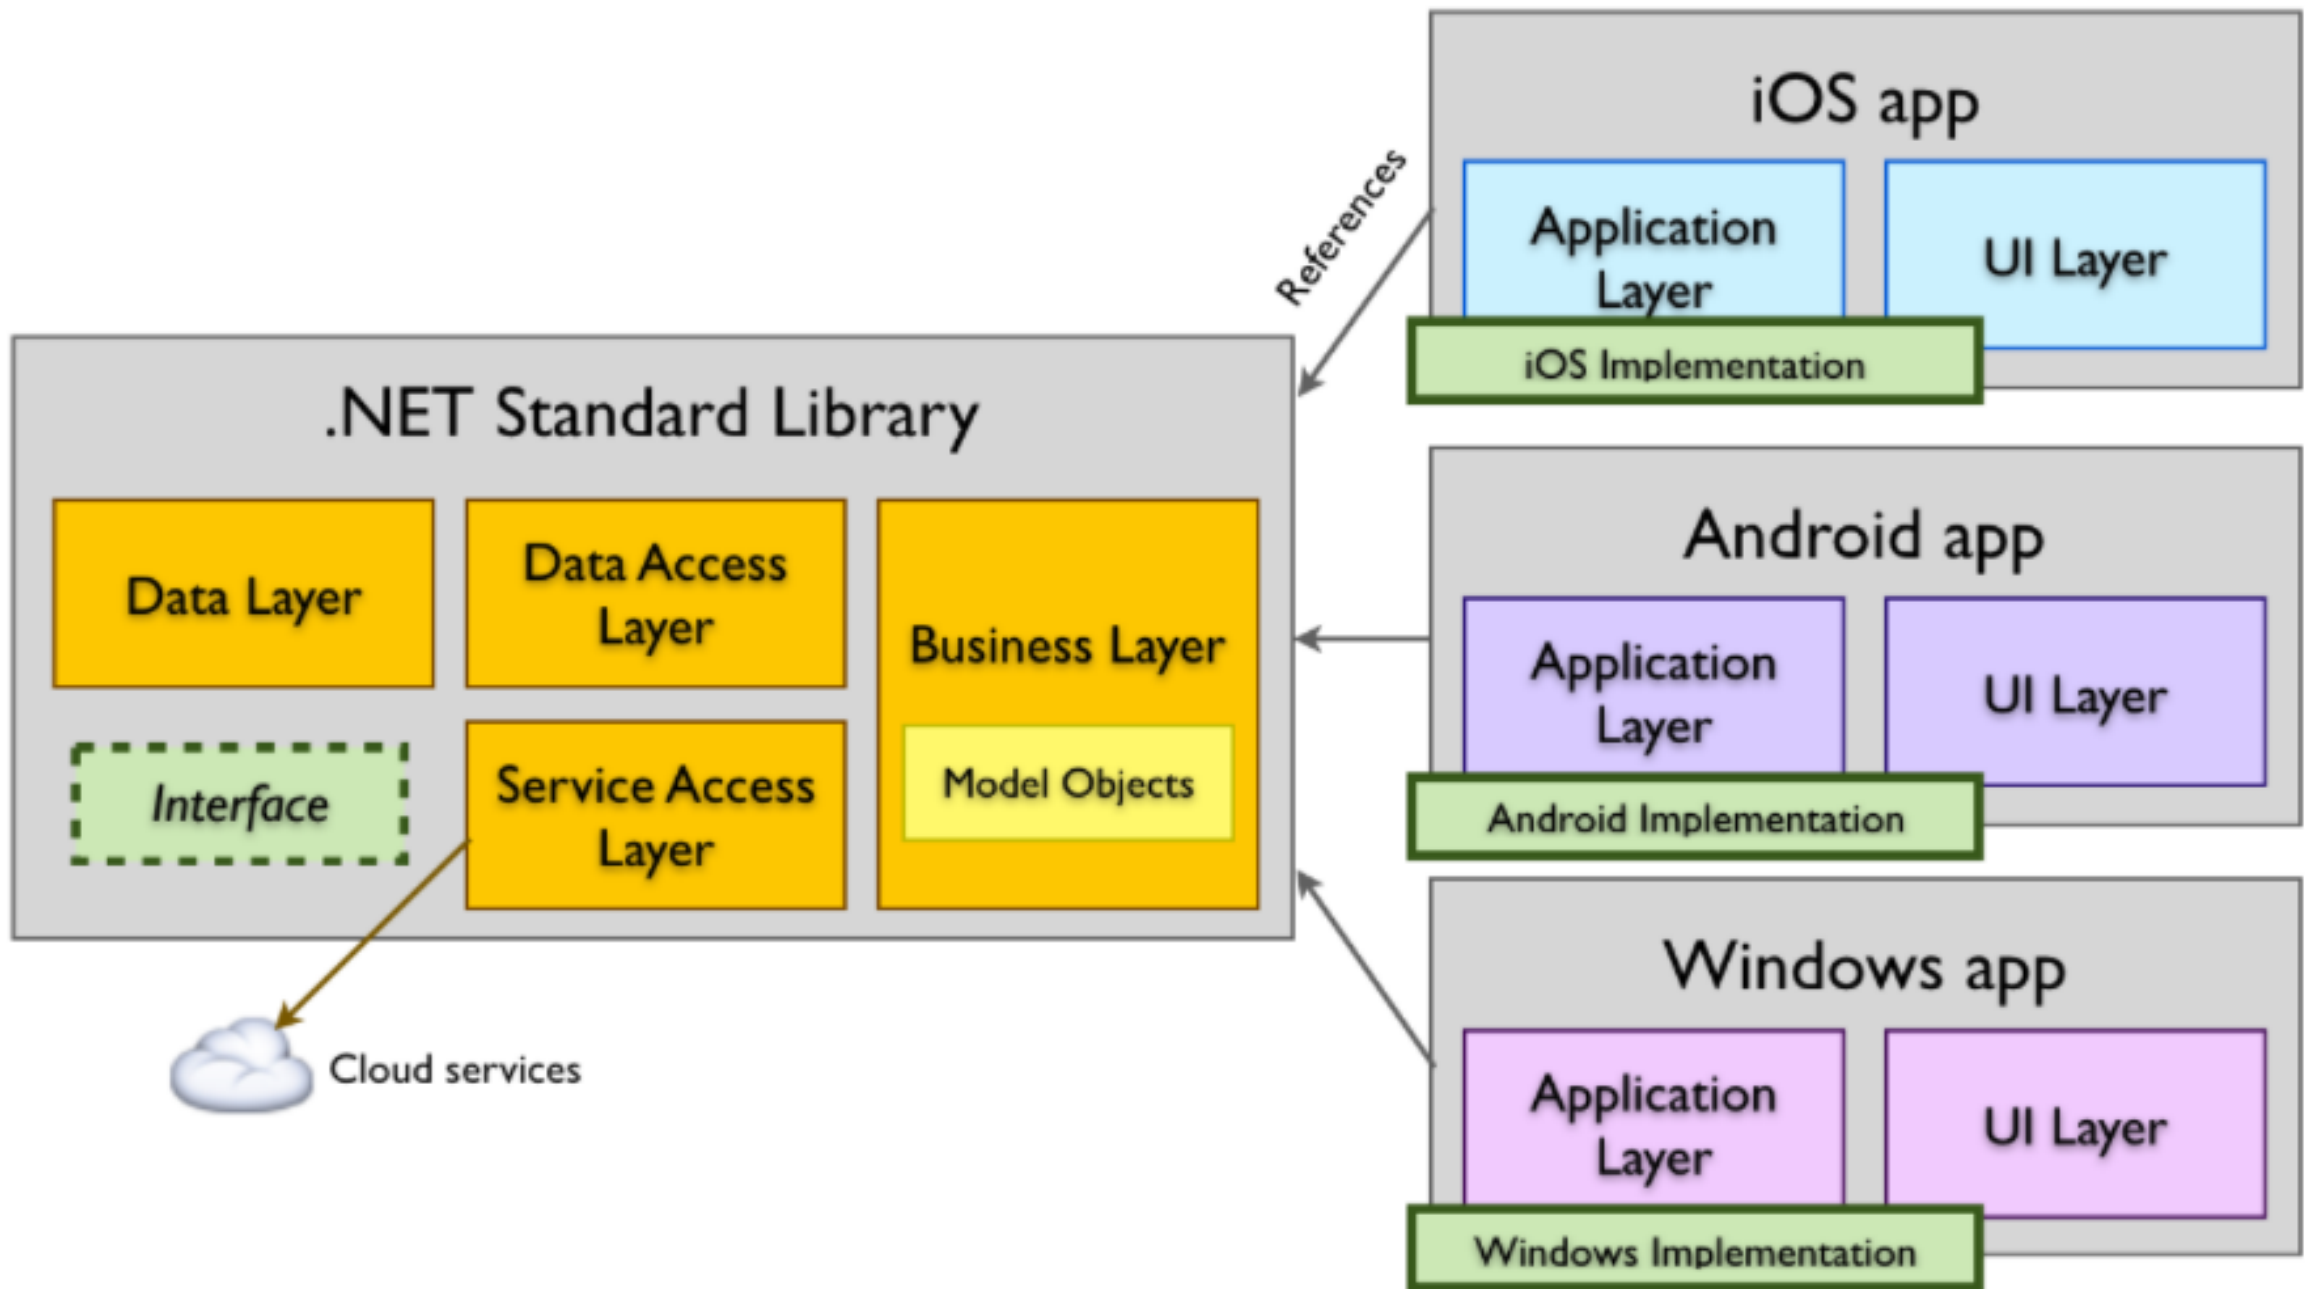 iOS app
Application
Layer
UI Layer
iOS Implementation
References
.NET Standard Library
Data Layer
Data Access
Layer
Business Layer
Model Objects
Interface
Service Access
Layer
Cloud services
Android app
Application
Layer
UI Layer
Android Implementation
Windows app
Application
Layer
UI Layer
Windows Implementation